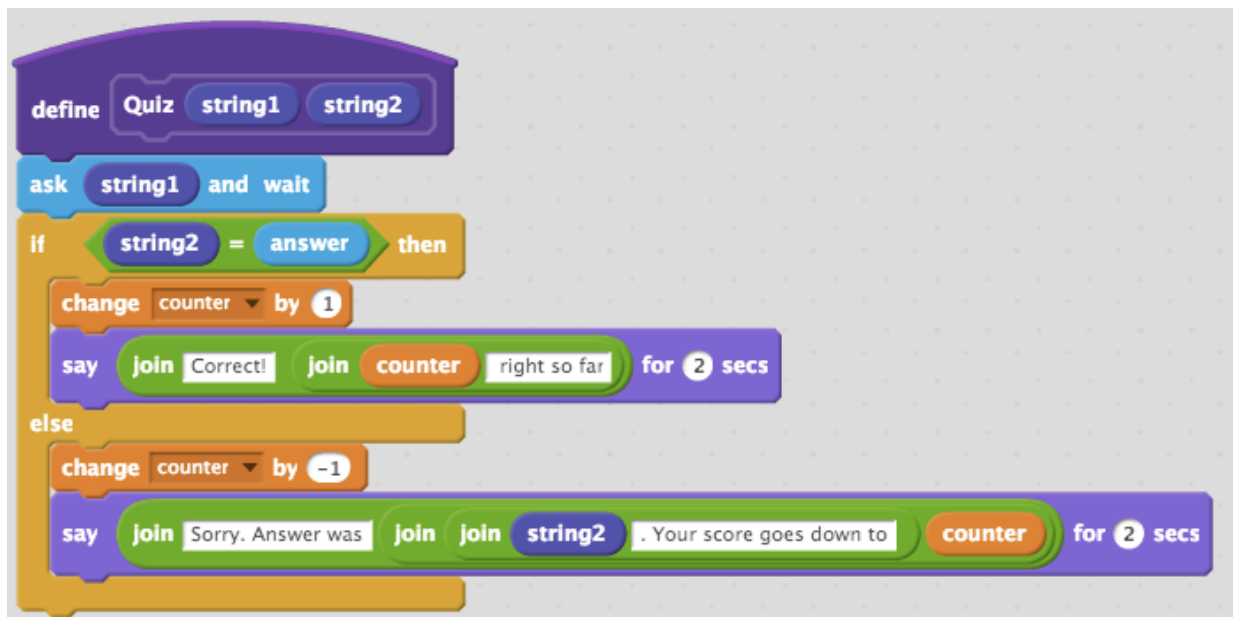 define Quiz string1 string2
ask string1 and wait
if string2 = answer then
change counter by 1
say join Correct! join counter right so far for 2 secs
else
change counter by -1
say join Sorry. Answer was join join string2 . Your score goes down to counter for 2 secs